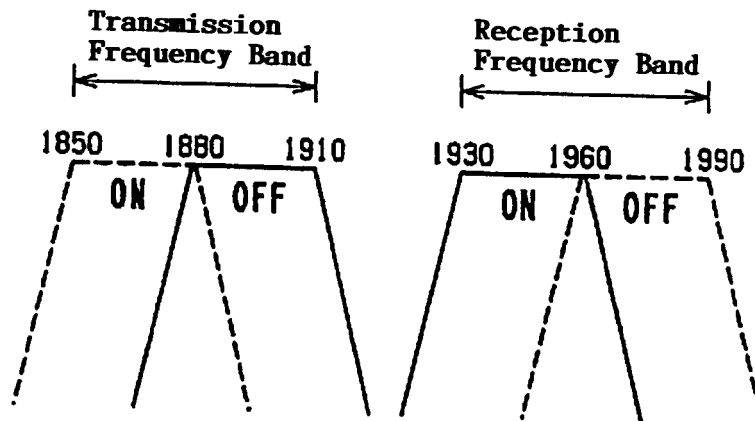 Transmission
Frequency Band
Reception
Frequency Band
1850 1880 1910
1930 1960 1990
ON OFF
ON OFF